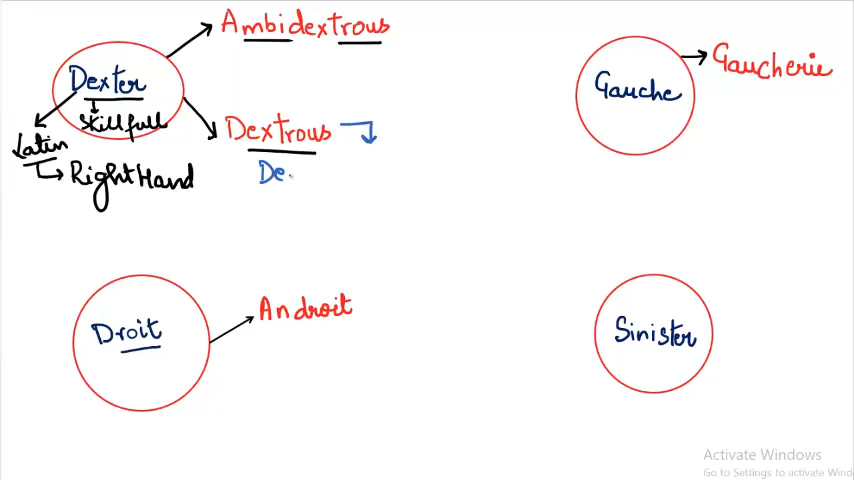 Ambidextrous
Dexter
Skillfull
Latin
Right Hand
Dextrous
De
Gauche
Gaucherie
Droit
Androit
Sinister
Activate Windows
Go to Settings to activate Wind